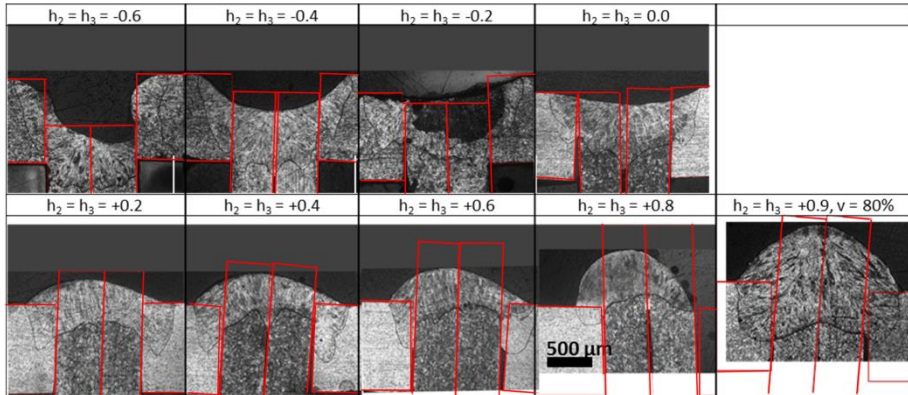 h₂ = h₃ = -0.6 h₂ = h₃ = -0.4 h₂ = h₃ = -0.2 h₂ = h₃ = 0.0
h₂ = h₃ = +0.2 h₂ = h₃ = +0.4 h₂ = h₃ = +0.6 h₂ = h₃ = +0.8 h₂ = h₃ = +0.9, v = 80%
500 µm